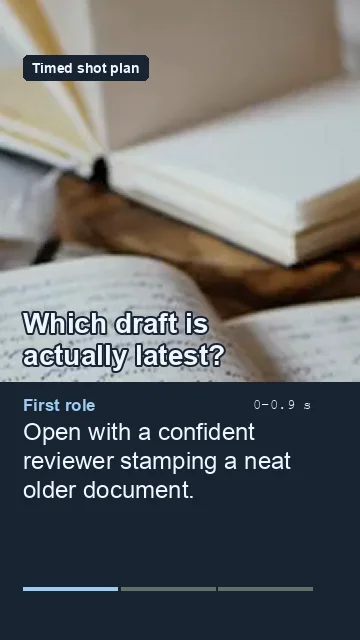 Timed shot plan
Which draft is
actually latest?
First role
0–0.9 s
Open with a confident
reviewer stamping a neat
older document.